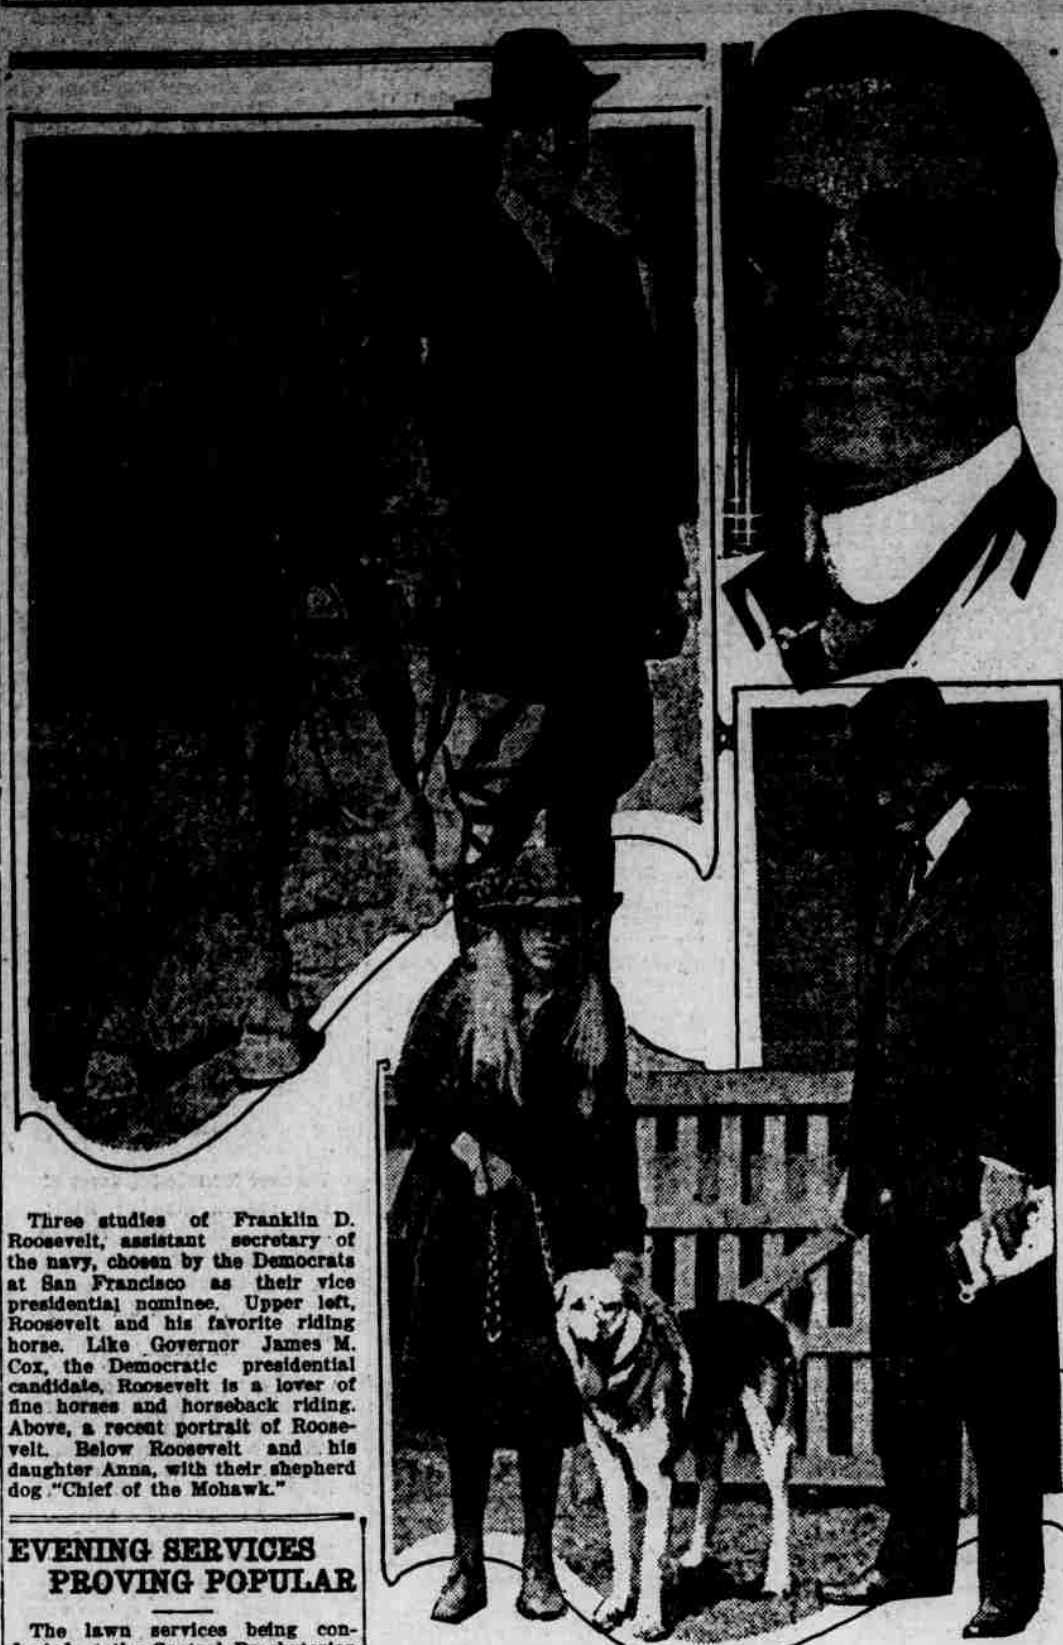 Three studies of Franklin D.
Roosevelt, assistant secretary of
the navy, chosen by the Democrats
at San Francisco as their vice
presidential nominee. Upper left,
Roosevelt and his favorite riding
horse. Like Governor James M.
Cox, the Democratic presidential
candidate, Roosevelt is a lover of
fine horses and horseback riding.
Above, a recent portrait of Roose-
velt. Below Roosevelt and his
daughter Anna, with their shepherd
dog "Chief of the Mohawk."
EVENING SERVICES
PROVING POPULAR
The lawn services being con-